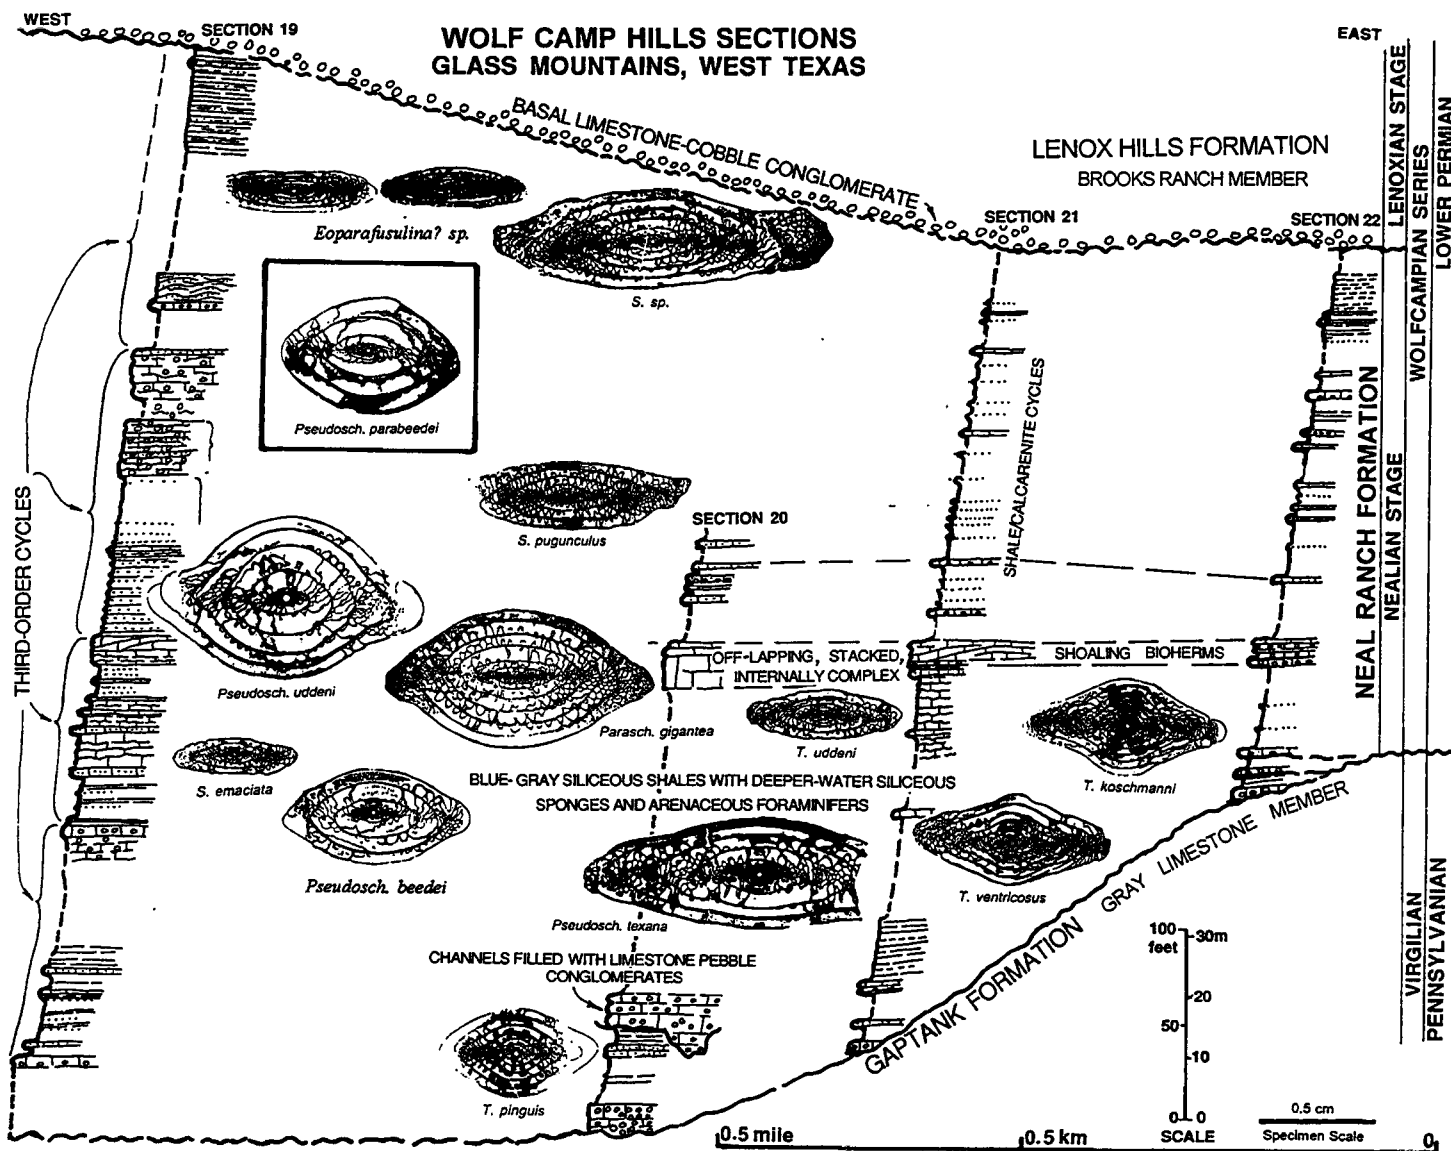 WEST
SECTION 19
WOLF CAMP HILLS SECTIONS
GLASS MOUNTAINS, WEST TEXAS
EAST
BASAL LIMESTONE-COBBLE CONGLOMERATE
LENOX HILLS FORMATION
BROOKS RANCH MEMBER
LENOXIAN STAGE
WOLFCAMPIAN SERIES
LOWER PERMIAN
SECTION 21
SECTION 22
Eoparafusulina? sp.
S. sp.
Pseudosch. parabeedei
SHALE/CALCARENITE CYCLES
NEAL RANCH FORMATION
NEALIAN STAGE
THIRD-ORDER CYCLES
S. pugunculus
SECTION 20
OFF-LAPPING, STACKED,
INTERNALLY COMPLEX
SHOALING BIOHERMS
Pseudosch. uddeni
Parasch. gigantea
T. uddeni
T. koschmanni
S. emaciata
BLUE-GRAY SILICEOUS SHALES WITH DEEPER-WATER SILICEOUS
SPONGES AND ARENACEOUS FORAMINIFERS
Pseudosch. beedei
Pseudosch. texana
T. ventricosus
GAPTANK FORMATION GRAY LIMESTONE MEMBER
VIRGILIAN
PENNSYLVANIAN
CHANNELS FILLED WITH LIMESTONE PEBBLE
CONGLOMERATES
T. pinguis
100
feet
30m
20
50
10
0 0
SCALE
0.5 cm
Specimen Scale
0.5 mile
0.5 km
0